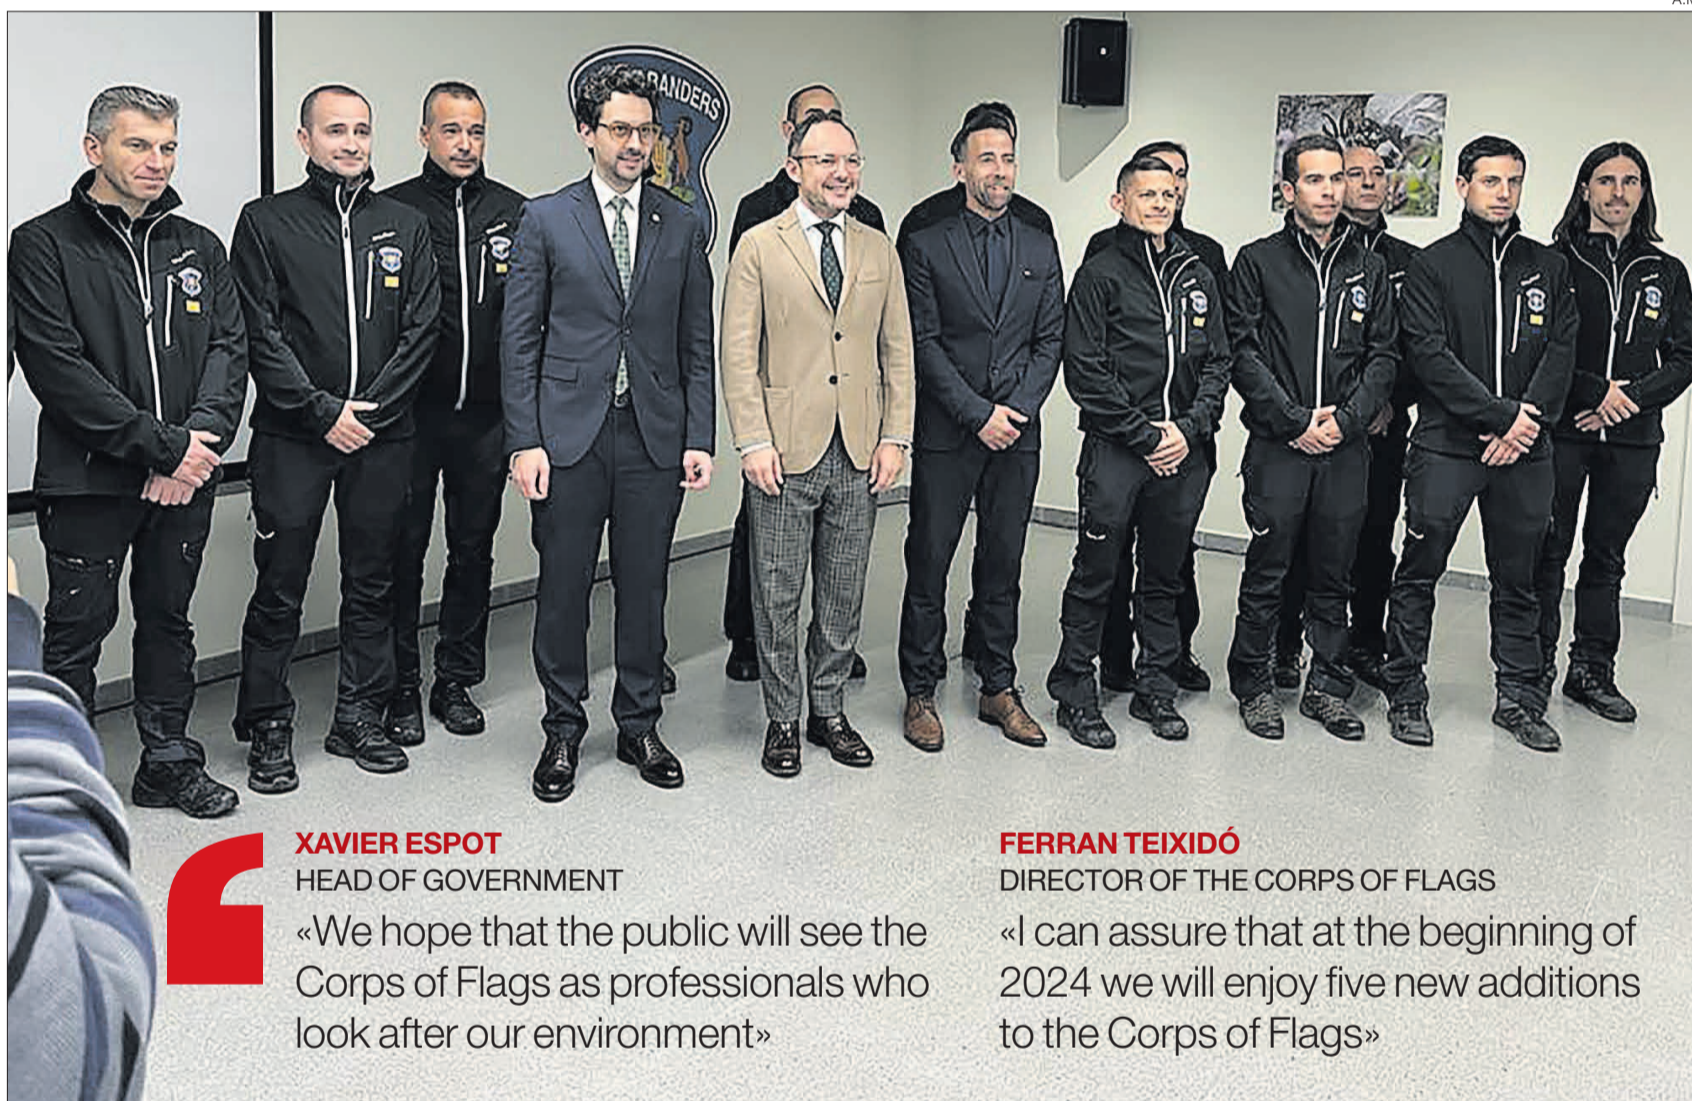 BANDERS
XAVIER ESPOT
HEAD OF GOVERNMENT
«We hope that the public will see the
Corps of Flags as professionals who
look after our environment»
FERRAN TEIXIDÓ
DIRECTOR OF THE CORPS OF FLAGS
«I can assure that at the beginning of
2024 we will enjoy five new additions
to the Corps of Flags»